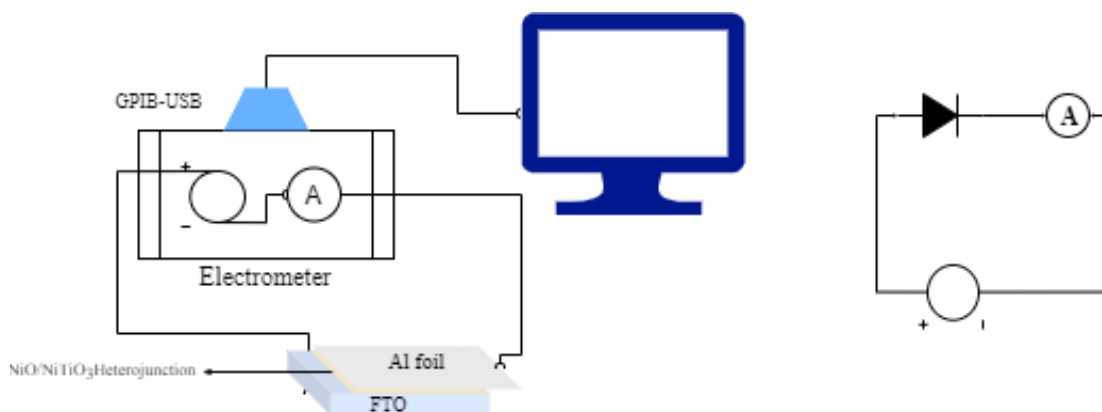 GPIB-USB
+
A
−
Electrometer
Al foil
NiO/NiTiO₃Heterojunction
FTO
A
+